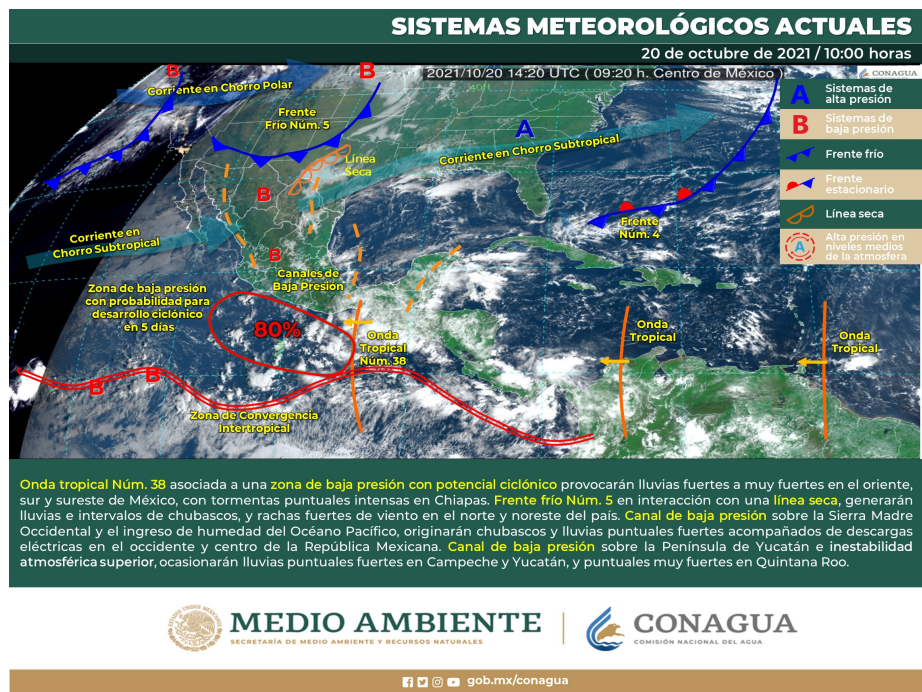 SISTEMAS METEOROLÓGICOS ACTUALES
20 de octubre de 2021 / 10:00 horas
2021/10/20 14:20 UTC ( 09:20 h. Centro de México )
CONAGUA
B
B
Corriente en Chorro Polar
Frente
Frío Núm. 5
A
Línea
Seca
Corriente en Chorro Subtropical
A
Sistemas de
alta presión
B
Sistemas de
baja presión
Frente frío
Frente
estacionario
Línea seca
A
Alta presión en
niveles medios
de la atmosfera
B
Frente
Núm. 4
Corriente en
Chorro Subtropical
B
Canales de
Baja Presión
Zona de baja presión
con probabilidad para
desarrollo ciclónico
en 5 días
80%
Onda
Tropical
Núm. 38
Onda
Tropical
Onda
Tropical
B
B
Zona de Convergencia
Intertropical
Onda tropical Núm. 38 asociada a una zona de baja presión con potencial ciclónico provocarán lluvias fuertes a muy fuertes en el oriente,
sur y sureste de México, con tormentas puntuales intensas en Chiapas. Frente frío Núm. 5 en interacción con una línea seca, generarán
lluvias e intervalos de chubascos, y rachas fuertes de viento en el norte y noreste del país. Canal de baja presión sobre la Sierra Madre
Occidental y el ingreso de humedad del Océano Pacífico, originarán chubascos y lluvias puntuales fuertes acompañados de descargas
eléctricas en el occidente y centro de la República Mexicana. Canal de baja presión sobre la Península de Yucatán e inestabilidad
atmosférica superior, ocasionarán lluvias puntuales fuertes en Campeche y Yucatán, y puntuales muy fuertes en Quintana Roo.
MEDIO AMBIENTE
SECRETARÍA DE MEDIO AMBIENTE Y RECURSOS NATURALES
CONAGUA
COMISIÓN NACIONAL DEL AGUA
gob.mx/conagua